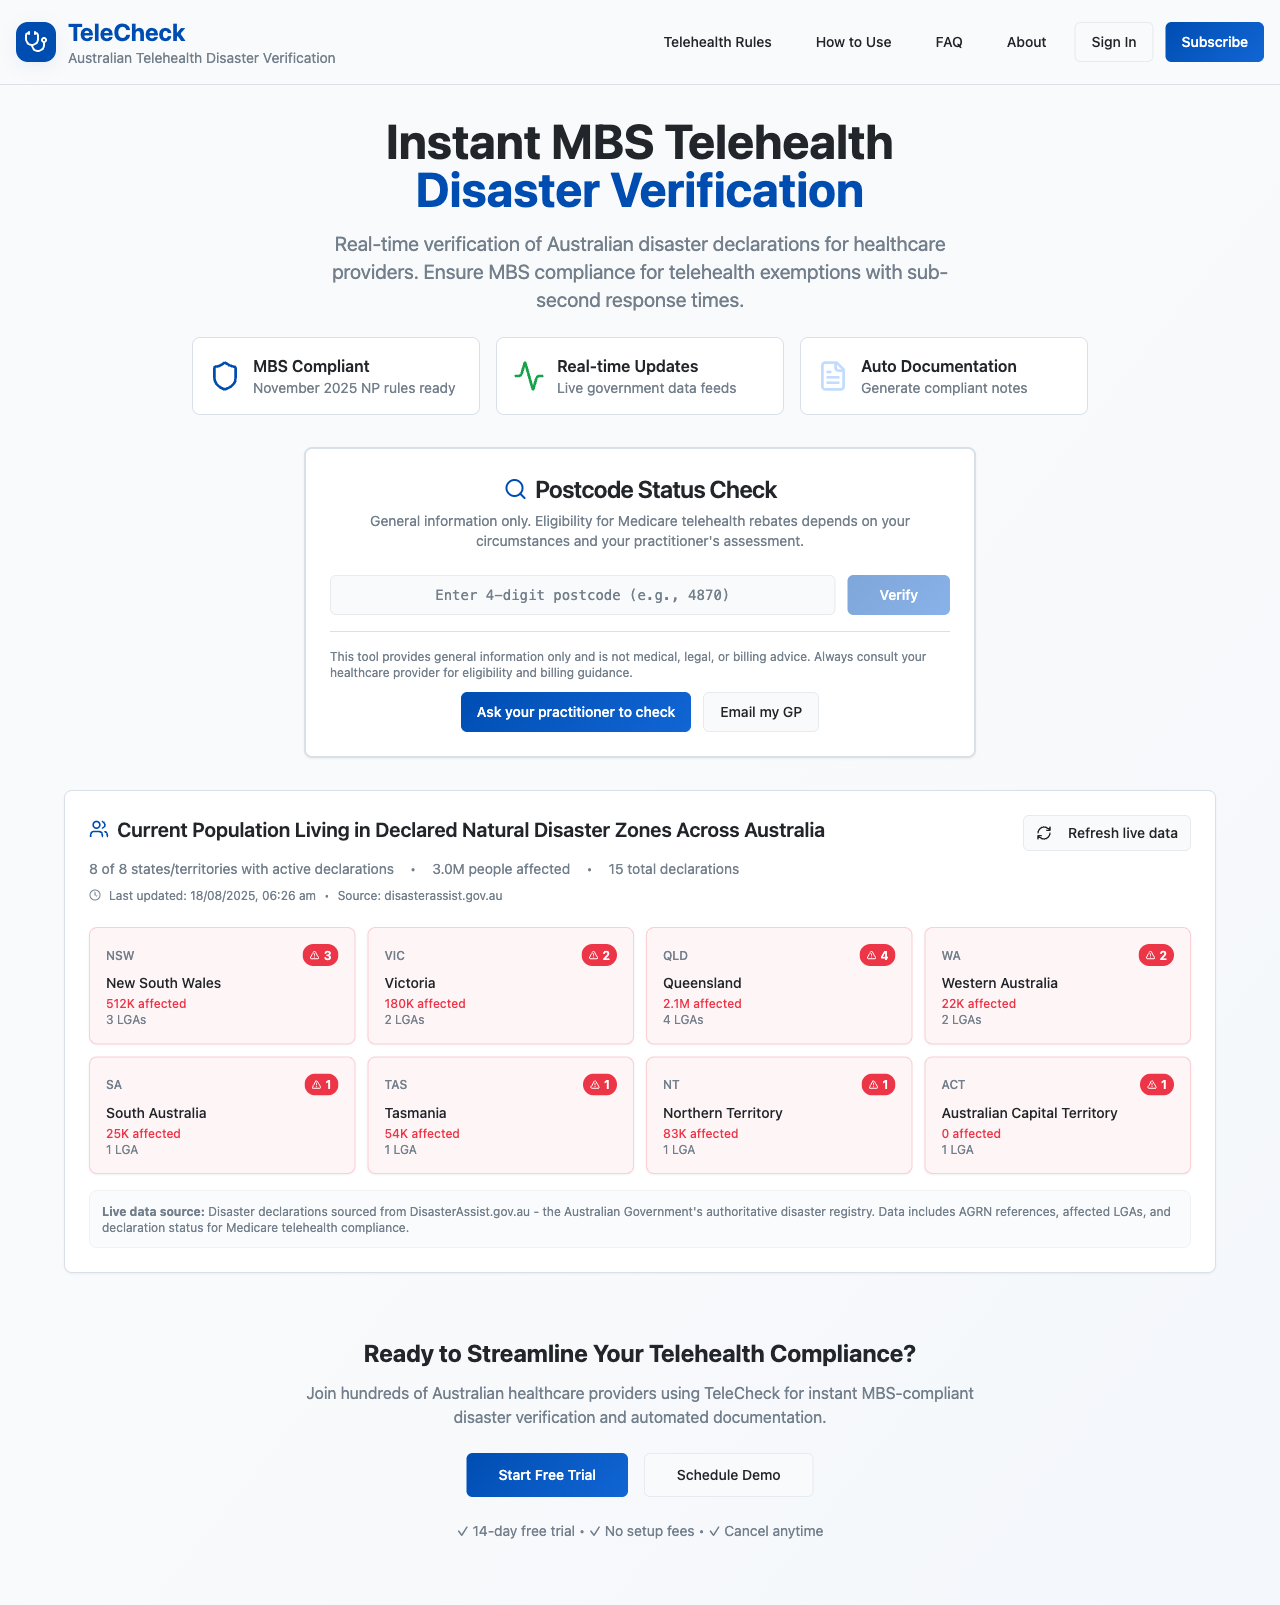 TeleCheck
Australian Telehealth Disaster Verification
Telehealth Rules
How to Use
FAQ
About
Sign In
Subscribe
Instant MBS Telehealth
Disaster Verification
Real-time verification of Australian disaster declarations for healthcare
providers. Ensure MBS compliance for telehealth exemptions with sub-
second response times.
MBS Compliant
November 2025 NP rules ready
Real-time Updates
Live government data feeds
Auto Documentation
Generate compliant notes
Postcode Status Check
General information only. Eligibility for Medicare telehealth rebates depends on your
circumstances and your practitioner's assessment.
Enter 4-digit postcode (e.g., 4870)
Verify
This tool provides general information only and is not medical, legal, or billing advice. Always consult your
healthcare provider for eligibility and billing guidance.
Ask your practitioner to check
Email my GP
Current Population Living in Declared Natural Disaster Zones Across Australia
Refresh live data
8 of 8 states/territories with active declarations • 3.0M people affected • 15 total declarations
Last updated: 18/08/2025, 06:26 am • Source: disasterassist.gov.au
NSW
3
New South Wales
512K affected
3 LGAs
VIC
2
Victoria
180K affected
2 LGAs
QLD
4
Queensland
2.1M affected
4 LGAs
WA
2
Western Australia
22K affected
2 LGAs
SA
1
South Australia
25K affected
1 LGA
TAS
1
Tasmania
54K affected
1 LGA
NT
1
Northern Territory
83K affected
1 LGA
ACT
1
Australian Capital Territory
0 affected
1 LGA
Live data source: Disaster declarations sourced from DisasterAssist.gov.au - the Australian Government's authoritative disaster registry. Data includes AGRN references, affected LGAs, and
declaration status for Medicare telehealth compliance.
Ready to Streamline Your Telehealth Compliance?
Join hundreds of Australian healthcare providers using TeleCheck for instant MBS-compliant
disaster verification and automated documentation.
Start Free Trial
Schedule Demo
✓ 14-day free trial • ✓ No setup fees • ✓ Cancel anytime